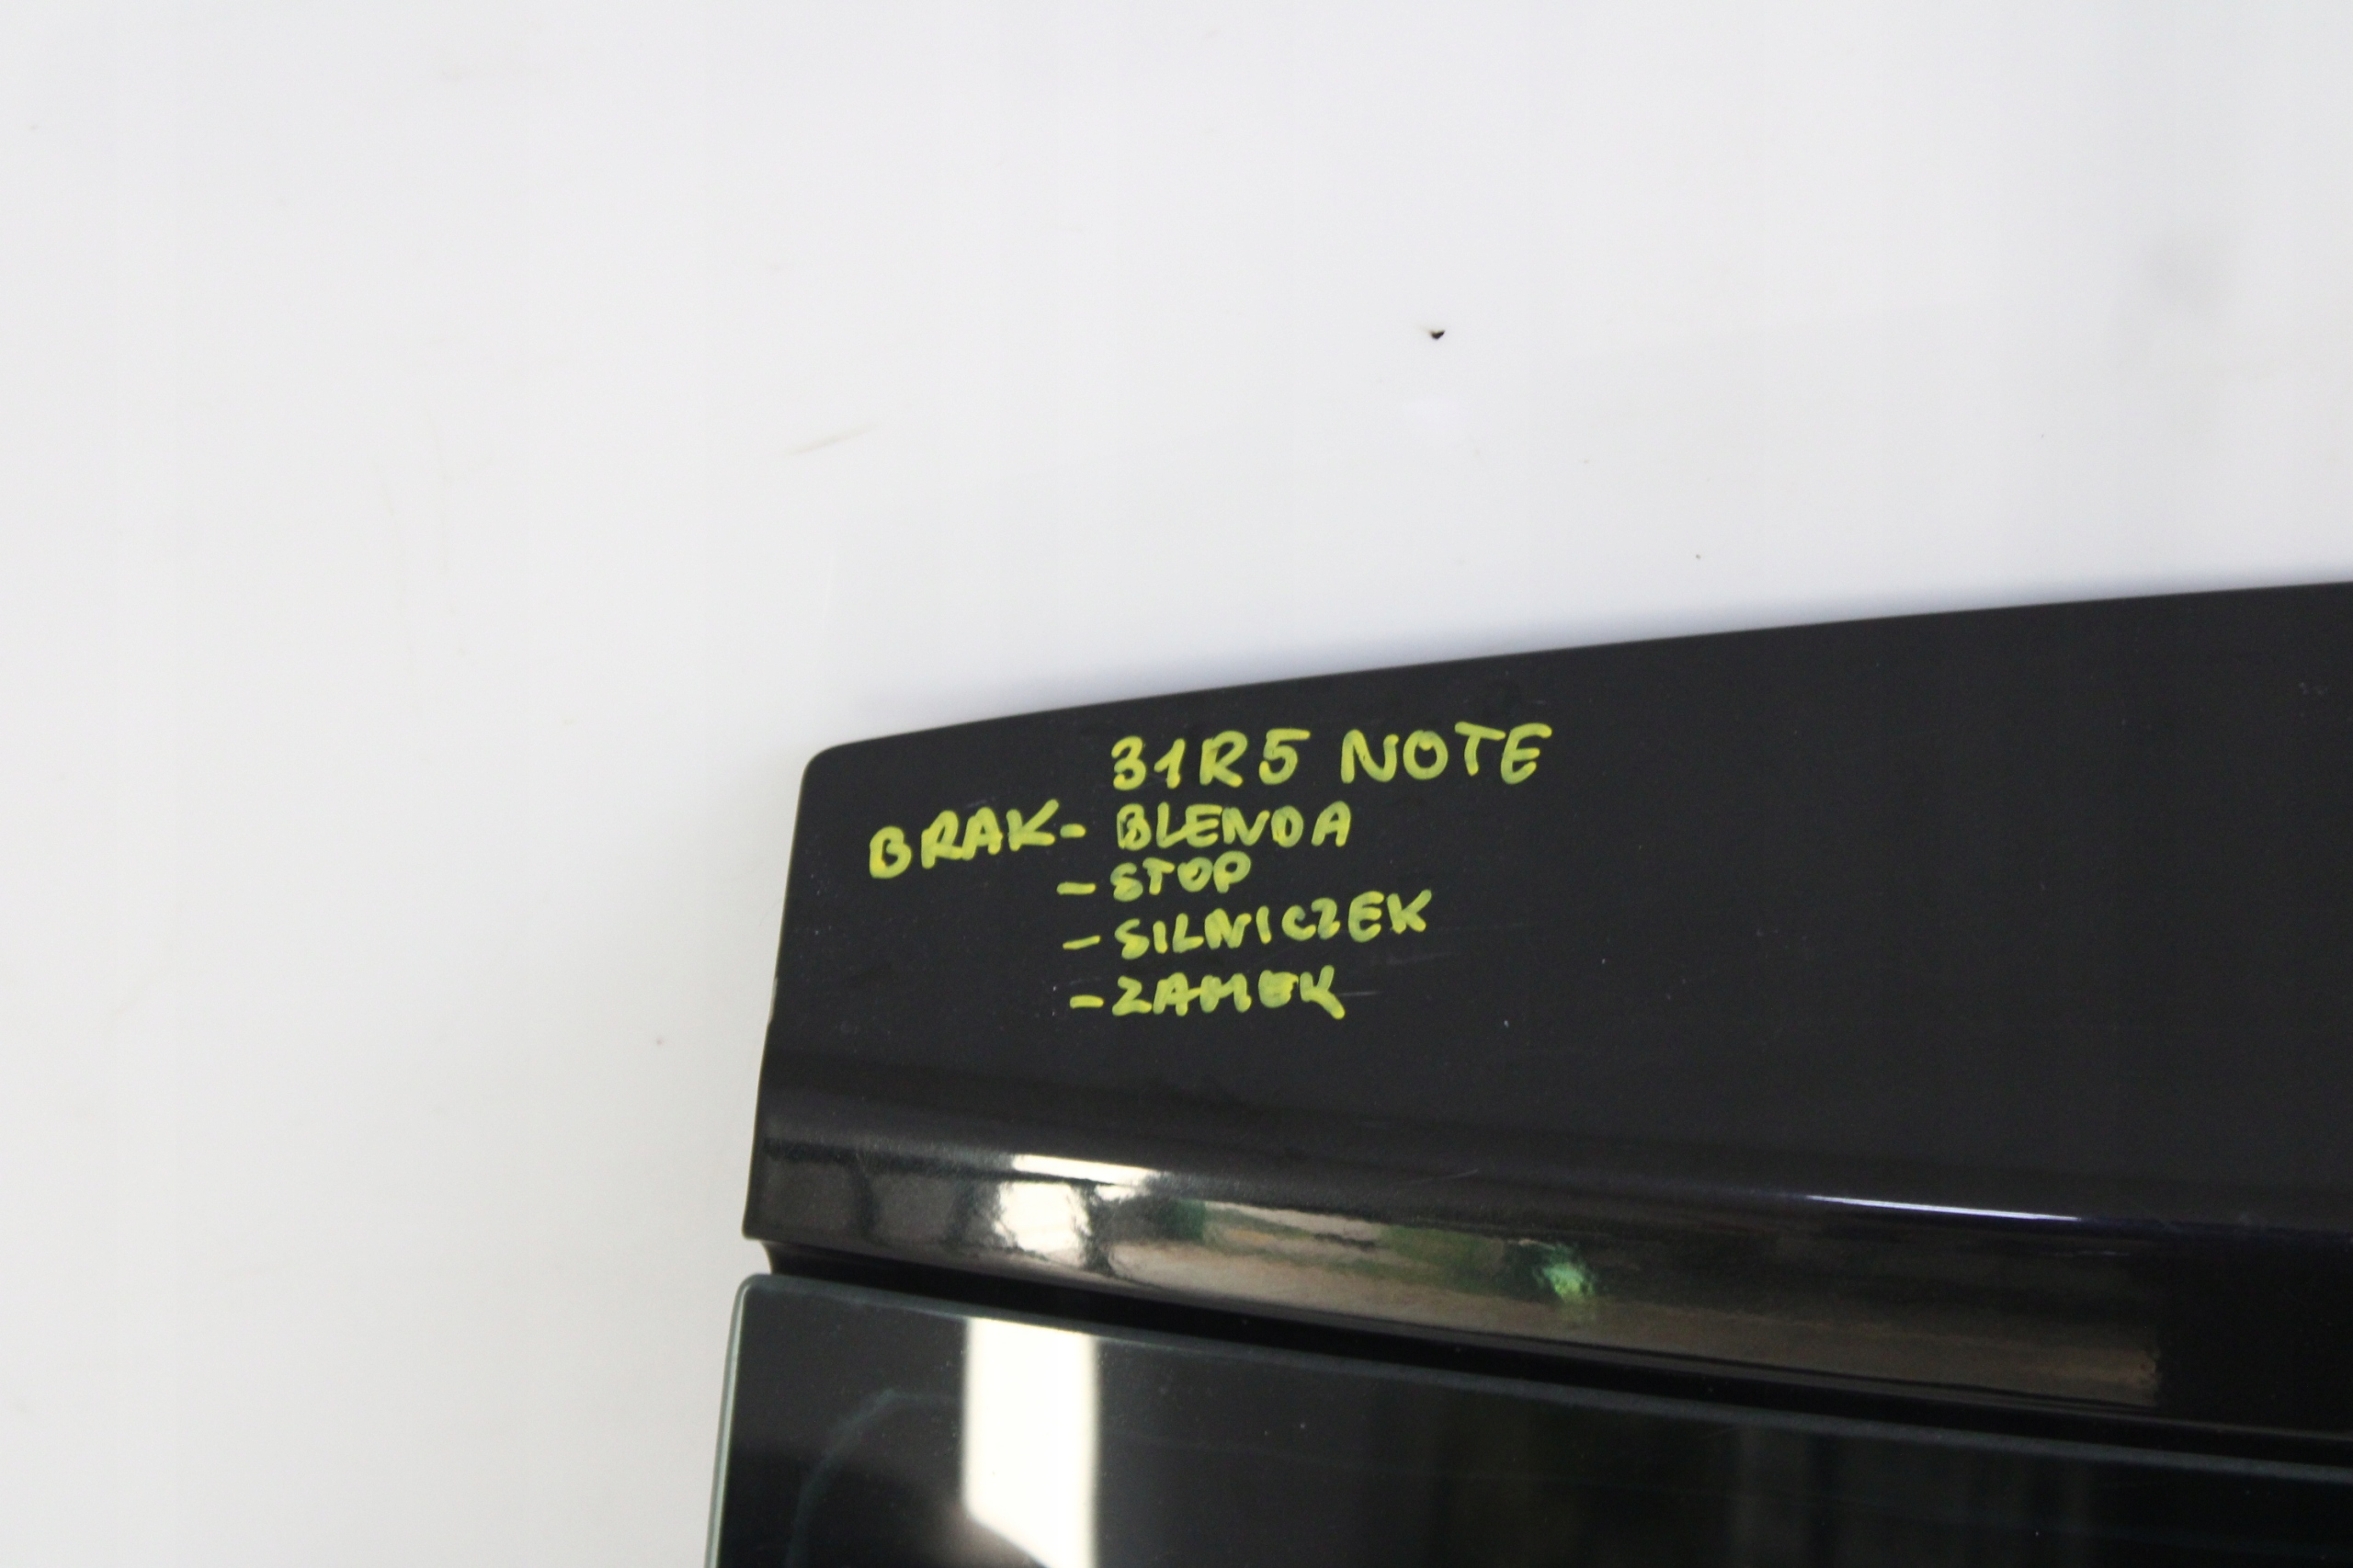 31R5 NOTE
BRAK - BLENDA
- STOP
- SILNICZEK
- ZAMEK